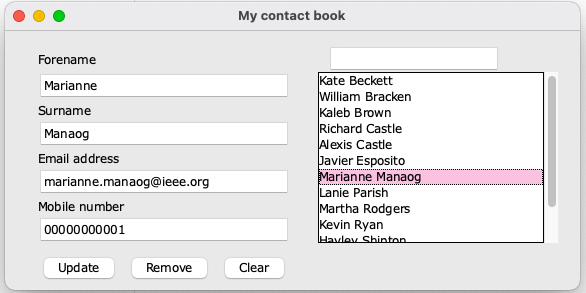 My contact book
Forename
Marianne
Surname
Manaog
Email address
marianne.manaog@ieee.org
Mobile number
00000000001
Update
Remove
Clear
Kate Beckett
William Bracken
Kaleb Brown
Richard Castle
Alexis Castle
Javier Esposito
Marianne Manaog
Lanie Parish
Martha Rodgers
Kevin Ryan
Hayley Shipton